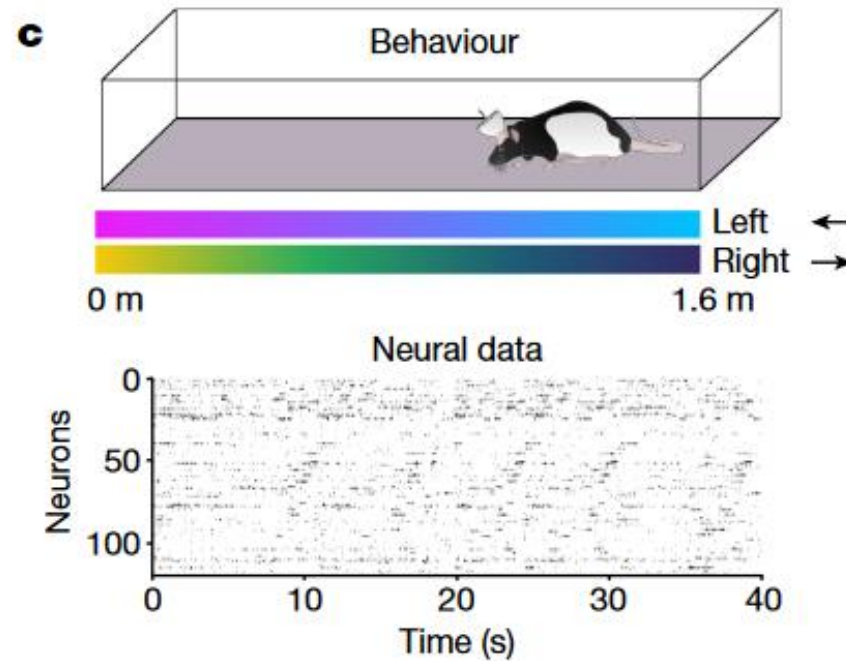 c
Behaviour
Left ←
Right →
0 m 1.6 m
Neural data
Neurons
0
50
100
0 10 20 30 40
Time (s)